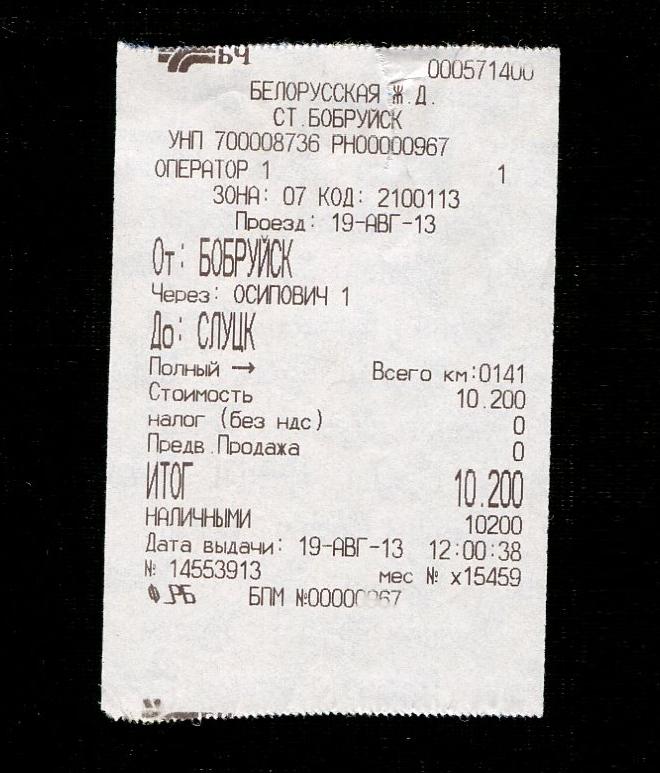 БЧ
000571400
БЕЛОРУССКАЯ Ж.Д.
СТ.БОБРУЙСК
УНП 700008736 РН00000967
ОПЕРАТОР 1 1
ЗОНА: 07 КОД: 2100113
Проезд: 19-АВГ-13
От: БОБРУЙСК
Через: ОСИПОВИЧ 1
До: СЛУЦК
Полный → Всего км:0141
Стоимость 10.200
налог (без ндс) 0
Предв.Продажа 0
ИТОГ 10.200
НАЛИЧНЫМИ 10200
Дата выдачи: 19-АВГ-13 12:00:38
№ 14553913 мес № х15459
БПМ №00000967